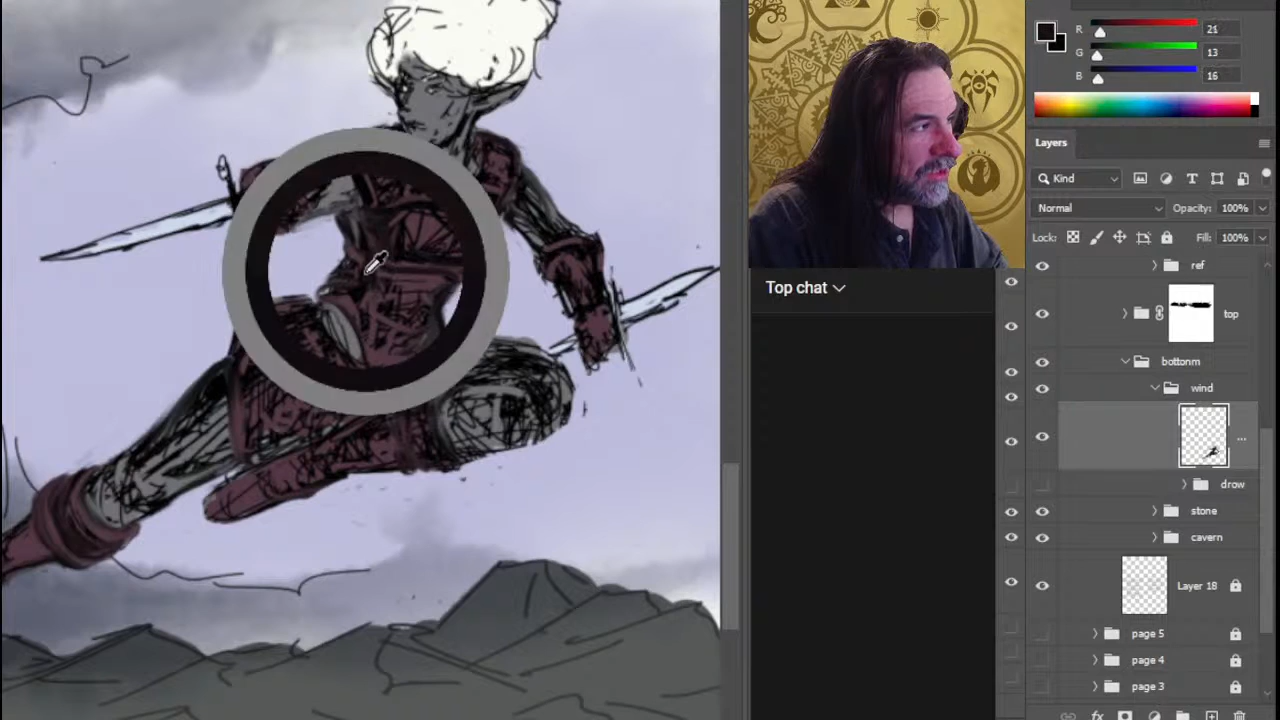 R 21
G 13
B 16
Layers
Kind
Normal Opacity: 100%
Lock: Fill: 100%
ref
Top chat
top
bottonm
wind
...
drow
stone
cavern
Layer 18
page 5
page 4
page 3
fx